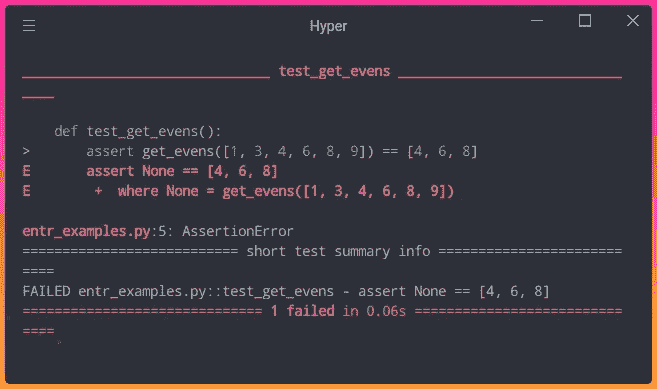 Hyper
_______________________________ test_get_evens ____________________________
____
    def test_get_evens():
>       assert get_evens([1, 3, 4, 6, 8, 9]) == [4, 6, 8]
E       assert None == [4, 6, 8]
E        +  where None = get_evens([1, 3, 4, 6, 8, 9])
entr_examples.py:5: AssertionError
=========================== short test summary info =======================
====
FAILED entr_examples.py::test_get_evens - assert None == [4, 6, 8]
============================== 1 failed in 0.06s ==========================
====